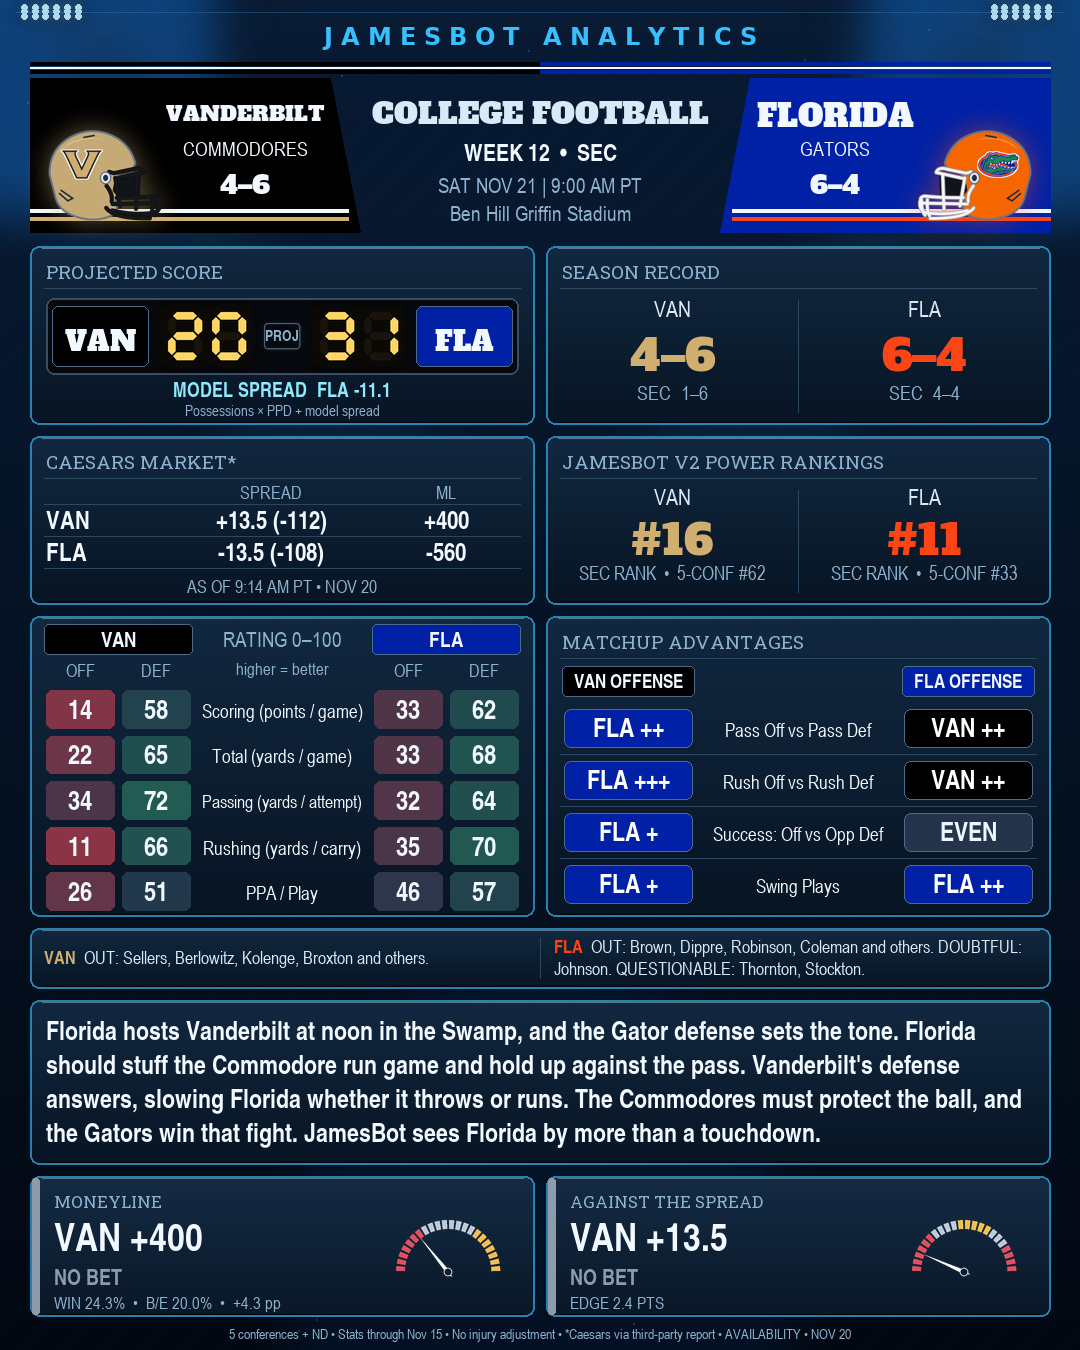 JAMESBOT ANALYTICS
VANDERBILT
COMMODORES
4–6
COLLEGE FOOTBALL
WEEK 12 • SEC
SAT NOV 21 | 9:00 AM PT
Ben Hill Griffin Stadium
FLORIDA
GATORS
6–4
PROJECTED SCORE
VAN 20 PROJ 31 FLA
MODEL SPREAD FLA -11.1
Possessions × PPD + model spread
SEASON RECORD
VAN FLA
4–6 6–4
SEC 1–6 SEC 4–4
CAESARS MARKET*
SPREAD ML
VAN +13.5 (-112) +400
FLA -13.5 (-108) -560
AS OF 9:14 AM PT • NOV 20
JAMESBOT V2 POWER RANKINGS
VAN FLA
#16 #11
SEC RANK • 5-CONF #62 SEC RANK • 5-CONF #33
VAN RATING 0–100 FLA
OFF DEF higher = better OFF DEF
14 58 Scoring (points / game) 33 62
22 65 Total (yards / game) 33 68
34 72 Passing (yards / attempt) 32 64
11 66 Rushing (yards / carry) 35 70
26 51 PPA / Play 46 57
MATCHUP ADVANTAGES
VAN OFFENSE FLA OFFENSE
FLA ++ Pass Off vs Pass Def VAN ++
FLA +++ Rush Off vs Rush Def VAN ++
FLA + Success: Off vs Opp Def EVEN
FLA + Swing Plays FLA ++
VAN OUT: Sellers, Berlowitz, Kolenge, Broxton and others.
FLA OUT: Brown, Dippre, Robinson, Coleman and others. DOUBTFUL:
Johnson. QUESTIONABLE: Thornton, Stockton.
Florida hosts Vanderbilt at noon in the Swamp, and the Gator defense sets the tone. Florida
should stuff the Commodore run game and hold up against the pass. Vanderbilt's defense
answers, slowing Florida whether it throws or runs. The Commodores must protect the ball, and
the Gators win that fight. JamesBot sees Florida by more than a touchdown.
MONEYLINE
VAN +400
NO BET
WIN 24.3% • B/E 20.0% • +4.3 pp
AGAINST THE SPREAD
VAN +13.5
NO BET
EDGE 2.4 PTS
5 conferences + ND • Stats through Nov 15 • No injury adjustment • *Caesars via third-party report • AVAILABILITY • NOV 20